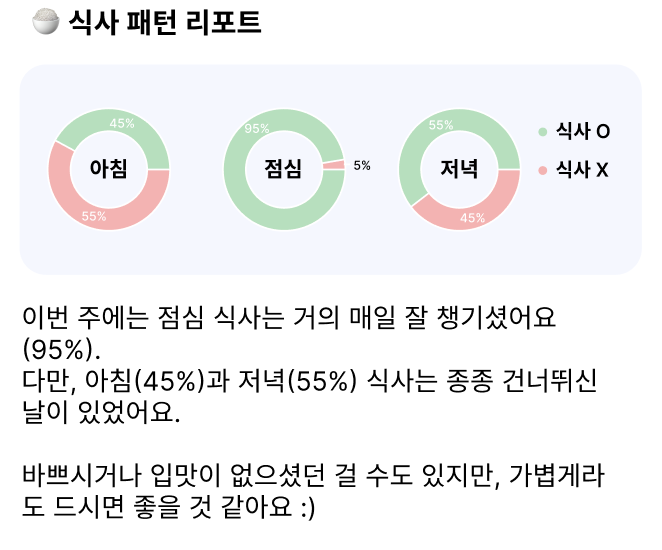 식사 패턴 리포트
45%
아침
55%
95%
점심
5%
55%
저녁
45%
식사 O
식사 X
이번 주에는 점심 식사는 거의 매일 잘 챙기셨어요
(95%).
다만, 아침(45%)과 저녁(55%) 식사는 종종 건너뛰신
날이 있었어요.
바쁘시거나 입맛이 없으셨던 걸 수도 있지만, 가볍게라
도 드시면 좋을 것 같아요 :)